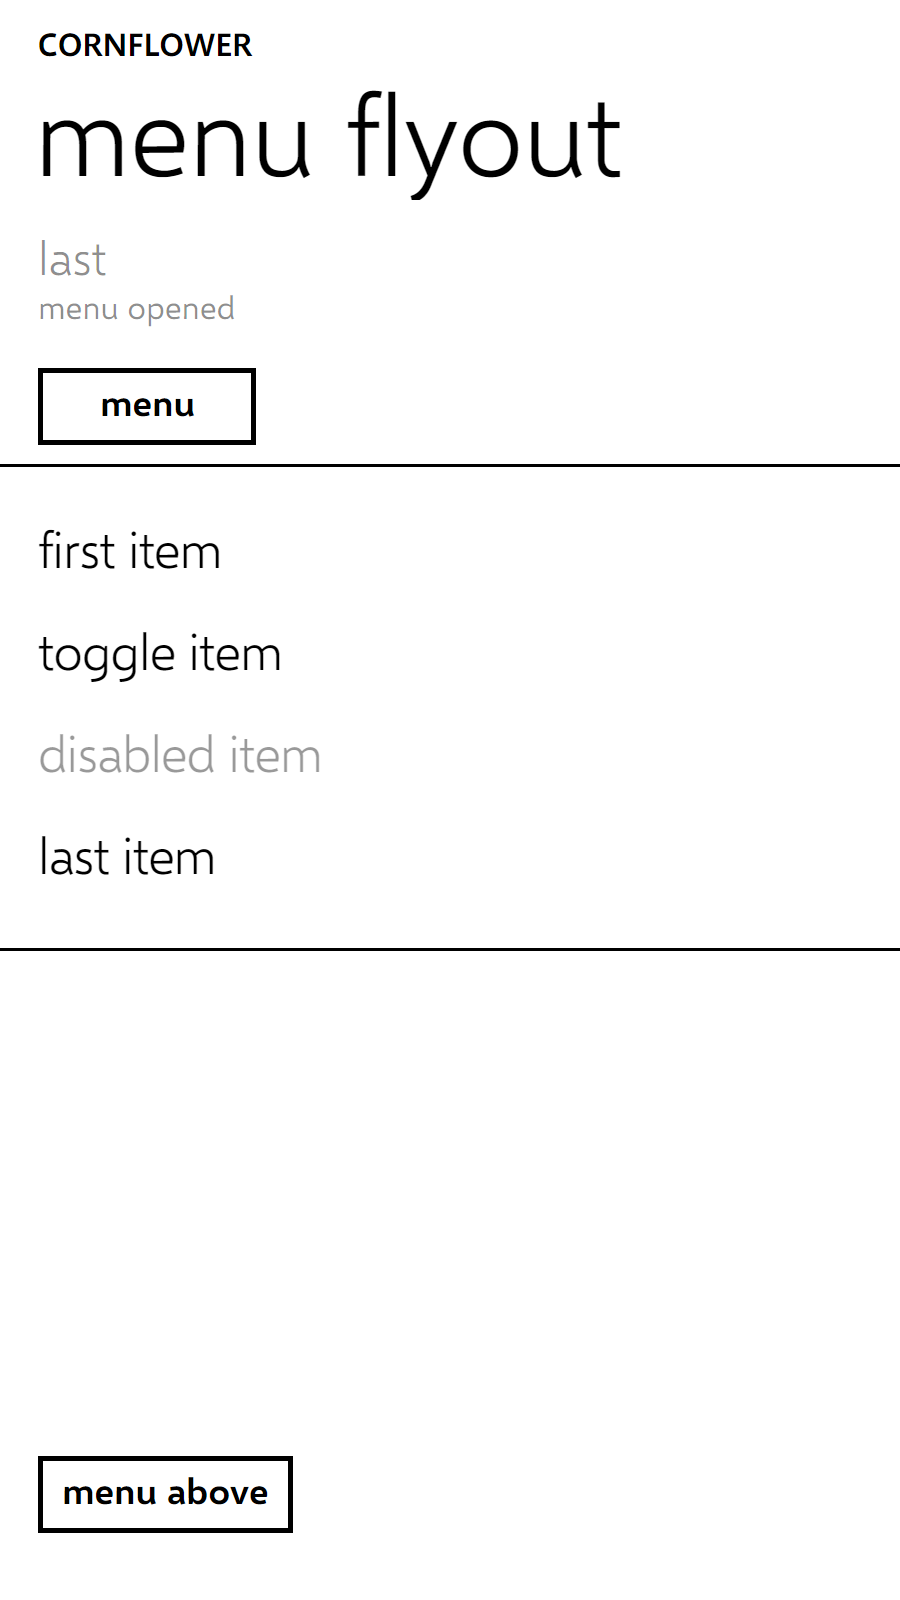 CORNFLOWER
menu flyout
last
menu opened
menu
first item
toggle item
disabled item
last item
menu above